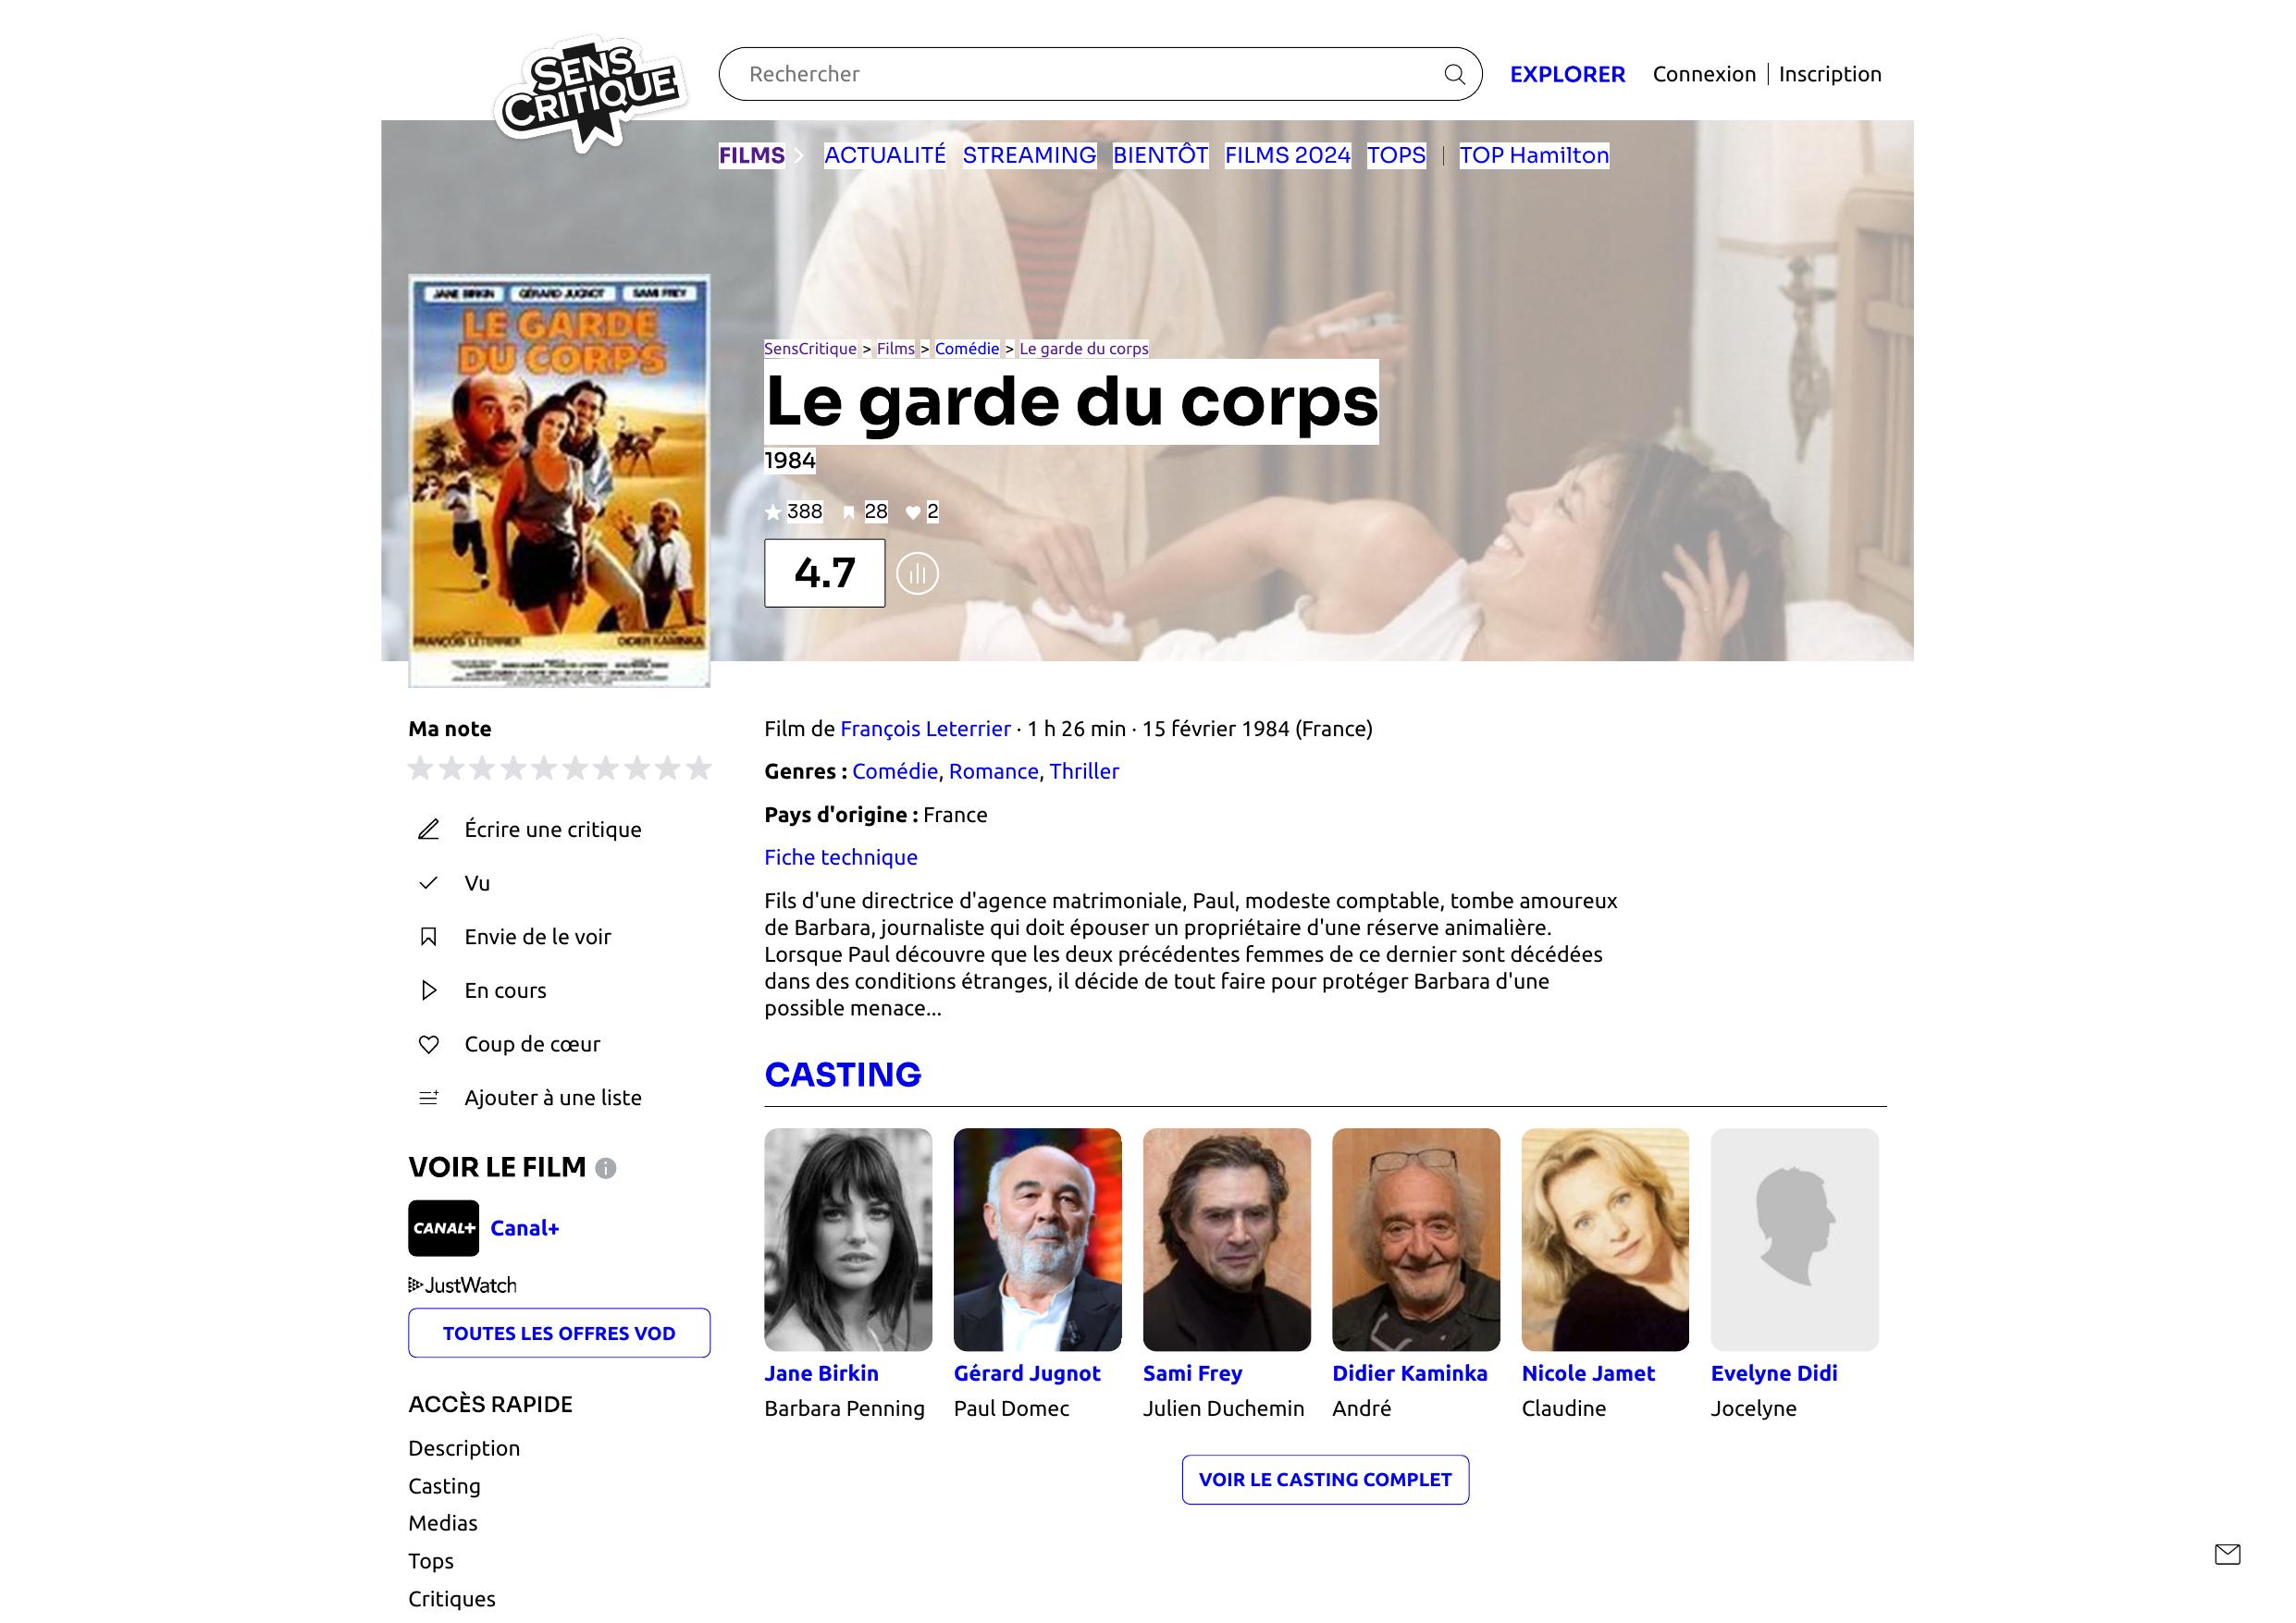 SENS
CRITIQUE
Rechercher
EXPLORER
Connexion | Inscription
FILMS
ACTUALITÉ
STREAMING
BIENTÔT
FILMS 2024
TOPS
|
TOP Hamilton
JANE BIRKIN
GÉRARD JUGNOT
SAMI FREY
LE GARDE
DU CORPS
FRANÇOIS LETERRIER
DIDIER KAMINKA
SensCritique > Films > Comédie > Le garde du corps
Le garde du corps
1984
388 28 2
4.7
Ma note
Écrire une critique
Vu
Envie de le voir
En cours
Coup de cœur
Ajouter à une liste
VOIR LE FILM
CANAL+ Canal+
JustWatch
TOUTES LES OFFRES VOD
ACCÈS RAPIDE
Description
Casting
Medias
Tops
Critiques
Film de François Leterrier · 1 h 26 min · 15 février 1984 (France)
Genres : Comédie, Romance, Thriller
Pays d'origine : France
Fiche technique
Fils d'une directrice d'agence matrimoniale, Paul, modeste comptable, tombe amoureux
de Barbara, journaliste qui doit épouser un propriétaire d'une réserve animalière.
Lorsque Paul découvre que les deux précédentes femmes de ce dernier sont décédées
dans des conditions étranges, il décide de tout faire pour protéger Barbara d'une
possible menace...
CASTING
Jane Birkin
Barbara Penning
Gérard Jugnot
Paul Domec
Sami Frey
Julien Duchemin
Didier Kaminka
André
Nicole Jamet
Claudine
Evelyne Didi
Jocelyne
VOIR LE CASTING COMPLET